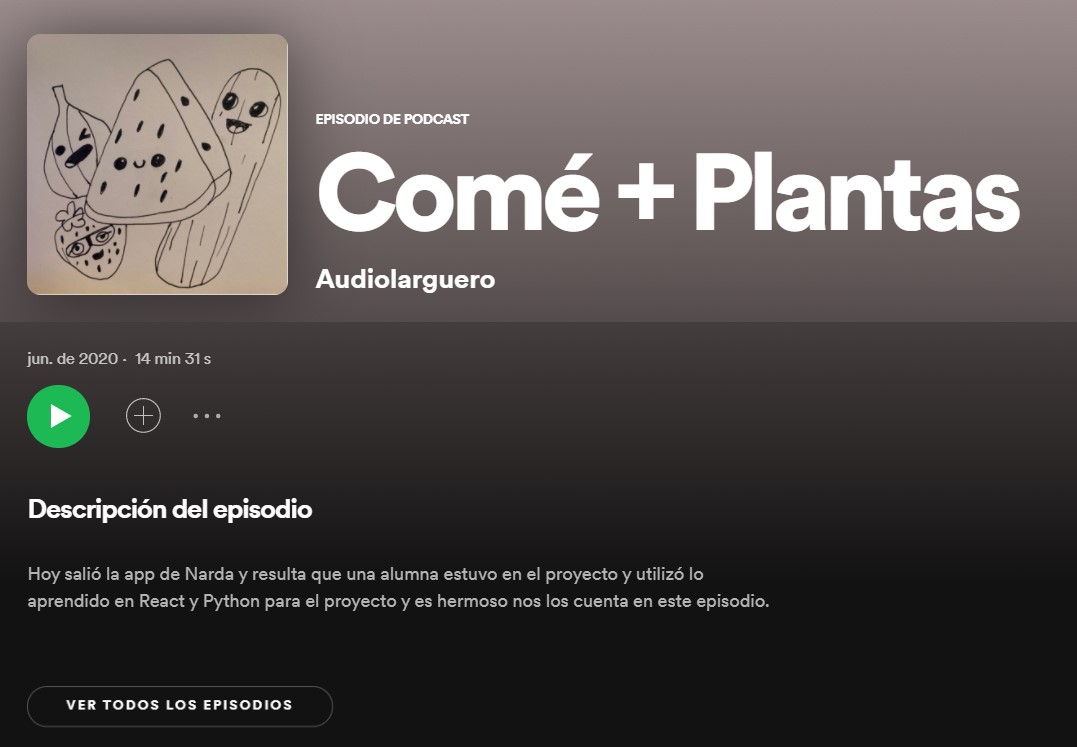 EPISODIO DE PODCAST
Comé + Plantas
Audiolarguero
jun. de 2020 · 14 min 31 s
Descripción del episodio
Hoy salió la app de Narda y resulta que una alumna estuvo en el proyecto y utilizó lo
aprendido en React y Python para el proyecto y es hermoso nos los cuenta en este episodio.
VER TODOS LOS EPISODIOS